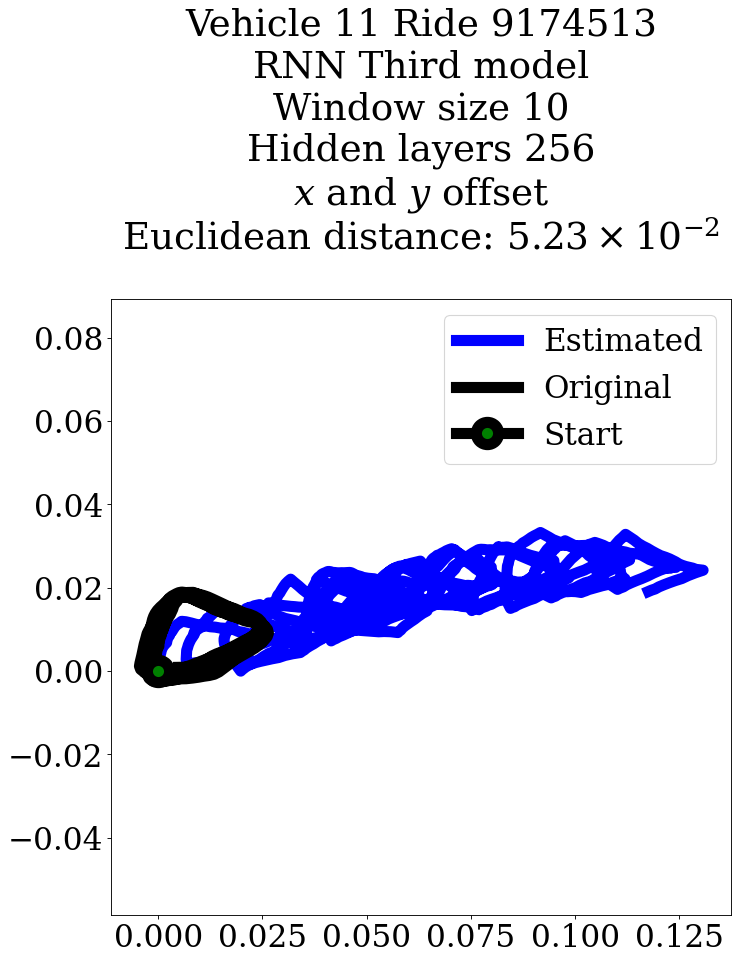 Vehicle 11 Ride 9174513
RNN Third model
Window size 10
Hidden layers 256
x and y offset
Euclidean distance: 5.23 × 10⁻²
Estimated
Original
Start
0.08
0.06
0.04
0.02
0.00
−0.02
−0.04
0.000 0.025 0.050 0.075 0.100 0.125